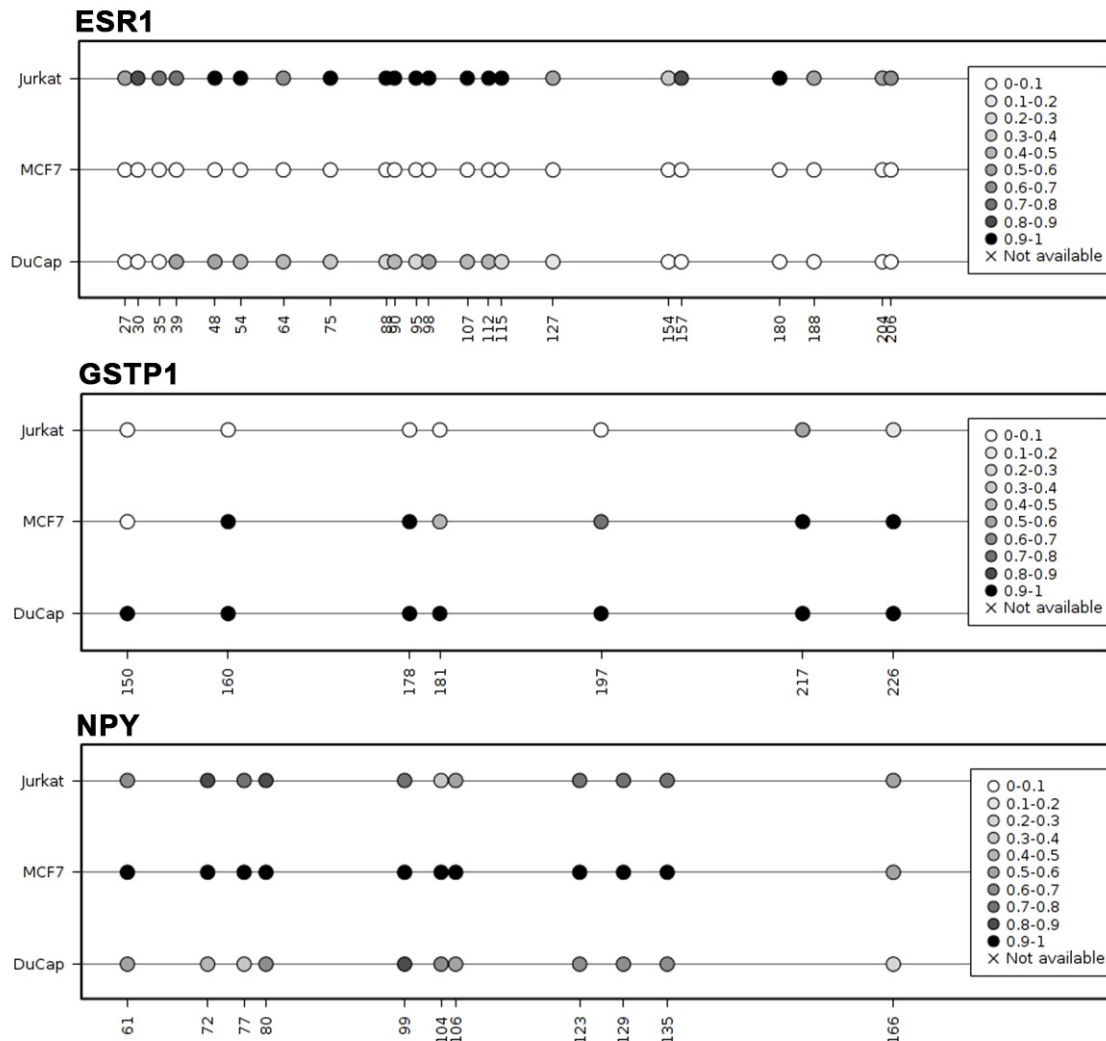 ESR1
Jurkat
MCF7
DuCap
0-0.1
0.1-0.2
0.2-0.3
0.3-0.4
0.4-0.5
0.5-0.6
0.6-0.7
0.7-0.8
0.8-0.9
0.9-1
Not available
27 30 35 39 48 54 64 75 88 90 95 98 107 112 115 127 154 157 180 188 204 206
GSTP1
Jurkat
MCF7
DuCap
0-0.1
0.1-0.2
0.2-0.3
0.3-0.4
0.4-0.5
0.5-0.6
0.6-0.7
0.7-0.8
0.8-0.9
0.9-1
Not available
150 160 178 181 197 217 226
NPY
Jurkat
MCF7
DuCap
0-0.1
0.1-0.2
0.2-0.3
0.3-0.4
0.4-0.5
0.5-0.6
0.6-0.7
0.7-0.8
0.8-0.9
0.9-1
Not available
61 72 77 80 99 104 106 123 129 135 166